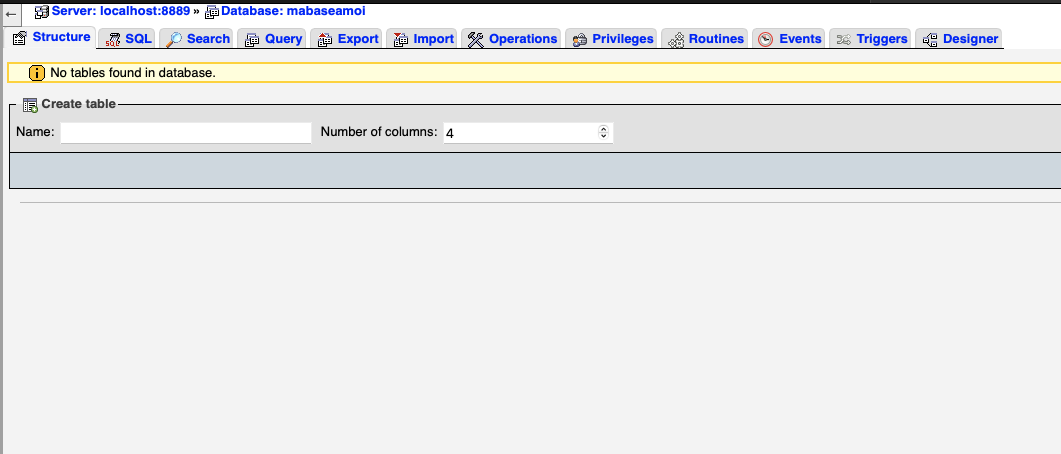 ← Server: localhost:8889 » Database: mabaseamoi
Structure SQL Search Query Export Import Operations Privileges Routines Events Triggers Designer
No tables found in database.
Create table
Name: Number of columns: 4